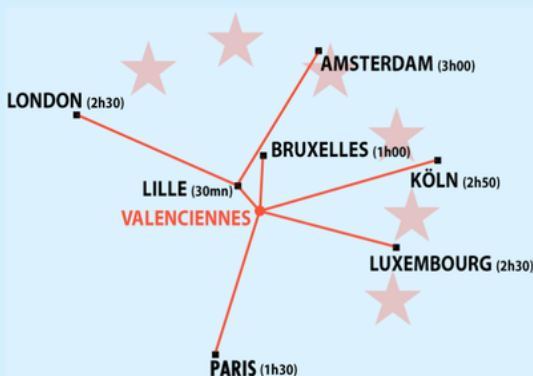 AMSTERDAM (3h00)
LONDON (2h30)
BRUXELLES (1h00)
KÖLN (2h50)
LILLE (30mn)
VALENCIENNES
LUXEMBOURG (2h30)
PARIS (1h30)